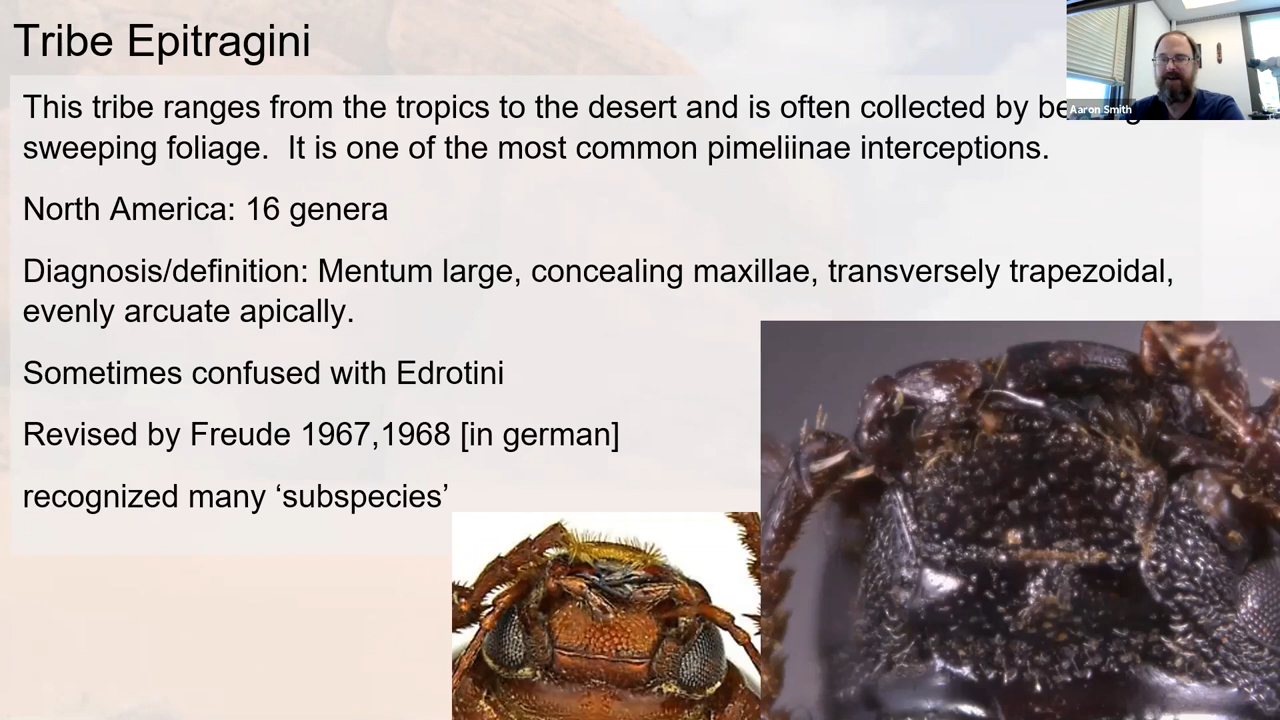 Tribe Epitragini
Aaron Smith
This tribe ranges from the tropics to the desert and is often collected by
sweeping foliage. It is one of the most common pimeliinae interceptions.
North America: 16 genera
Diagnosis/definition: Mentum large, concealing maxillae, transversely trapezoidal,
evenly arcuate apically.
Sometimes confused with Edrotini
Revised by Freude 1967,1968 [in german]
recognized many ‘subspecies’